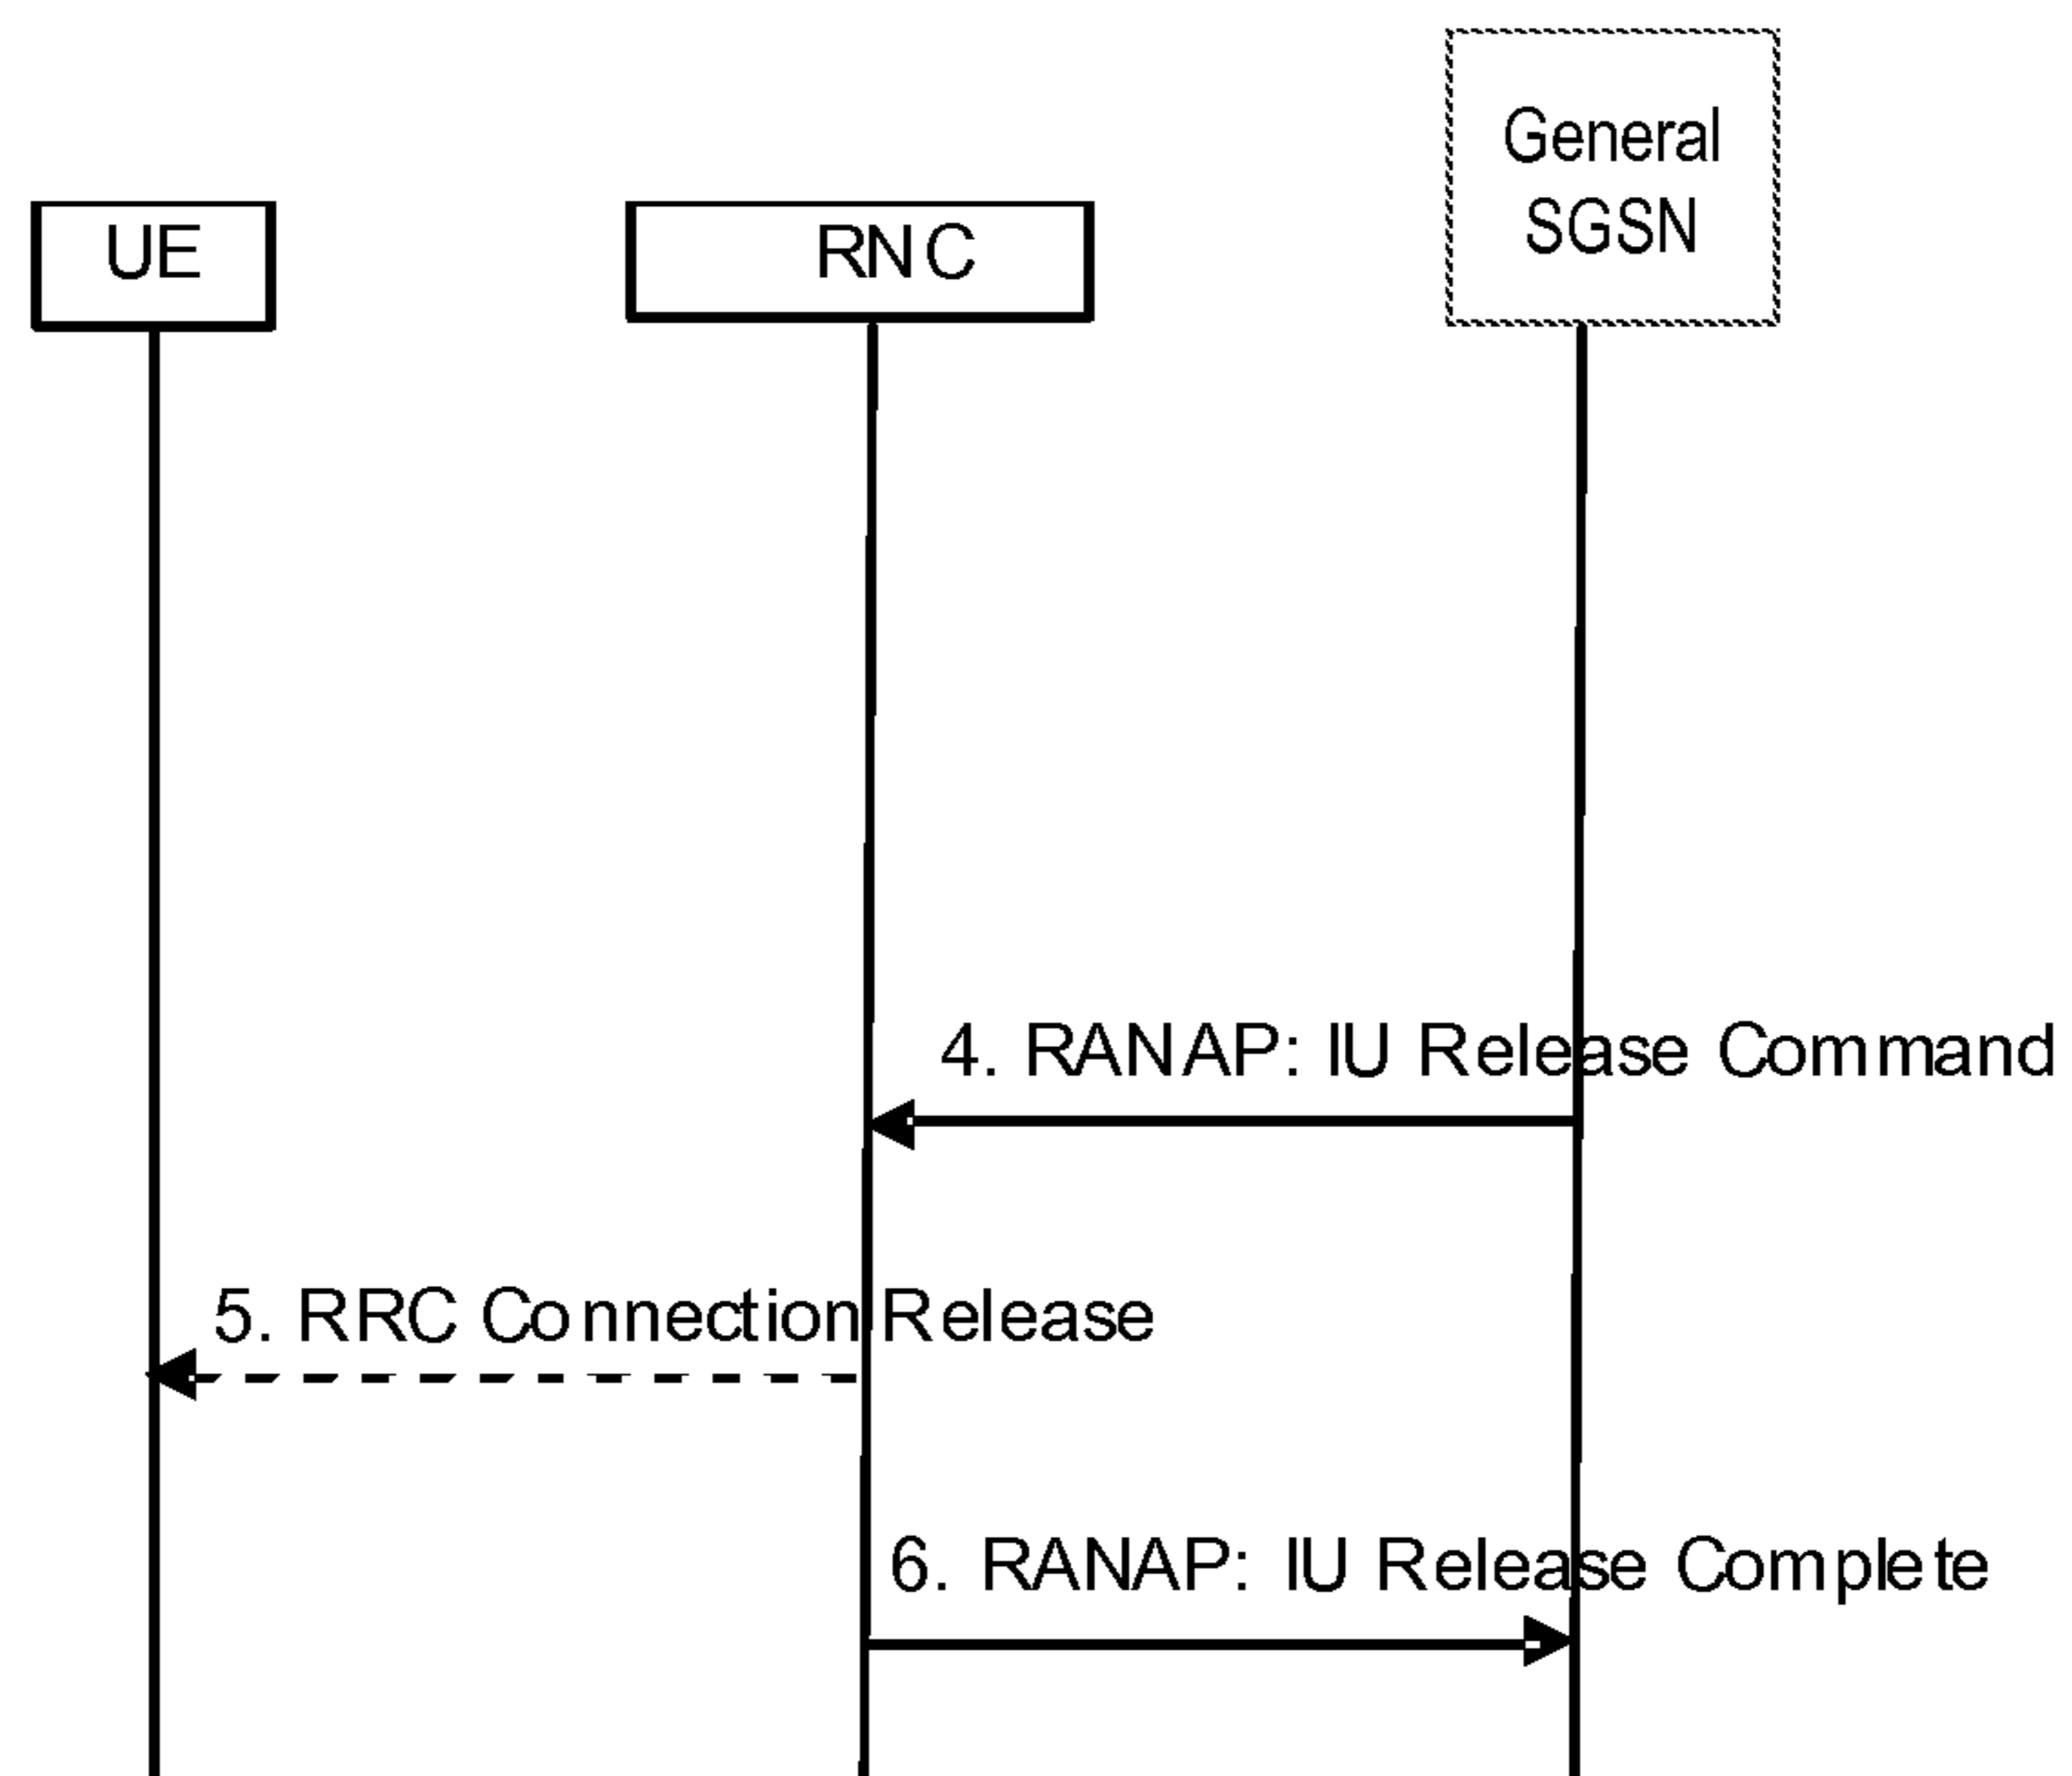 General
SGSN
UE
RNC
4. RANAP: IU Release Command
5. RRC Connection Release
6. RANAP: IU Release Complete